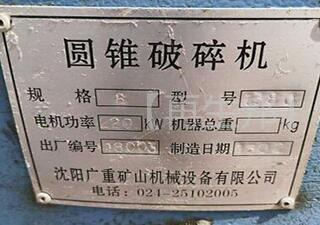 圆锥破碎机
规 格 型 号
电机功率 KW 机器总重 kg
出厂编号 制造日期
沈阳广重矿山机械设备有限公司
电话：024-25102005